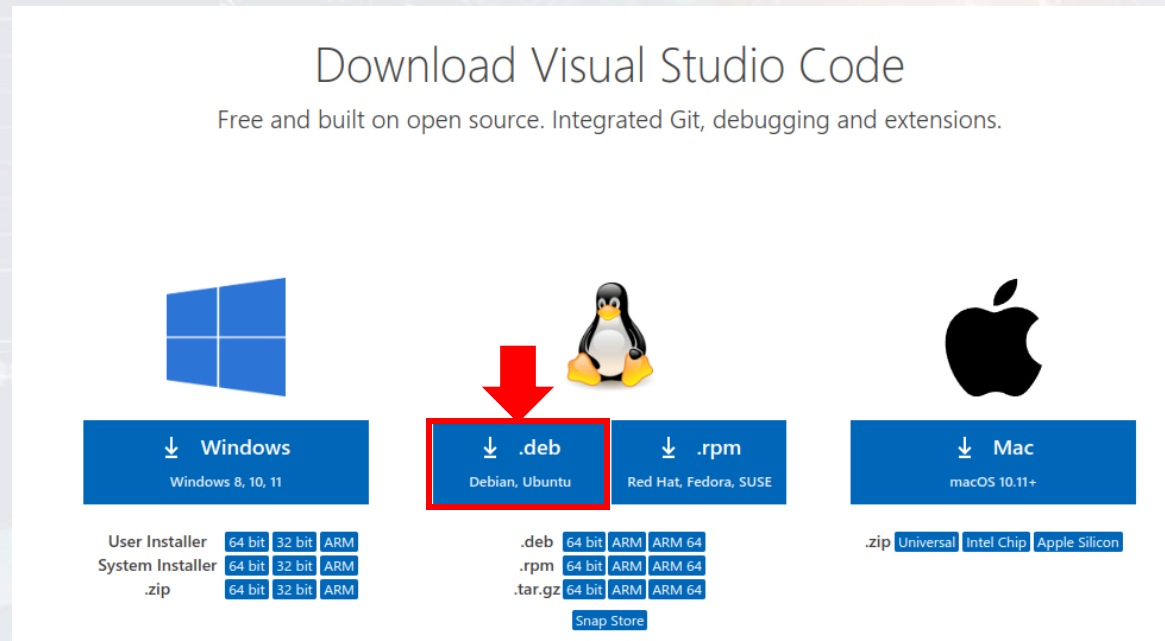 Download Visual Studio Code
Free and built on open source. Integrated Git, debugging and extensions.
Windows
Windows 8, 10, 11
User Installer 64 bit 32 bit ARM
System Installer 64 bit 32 bit ARM
.zip 64 bit 32 bit ARM
.deb
Debian, Ubuntu
.rpm
Red Hat, Fedora, SUSE
.deb 64 bit ARM ARM 64
.rpm 64 bit ARM ARM 64
.tar.gz 64 bit ARM ARM 64
Snap Store
Mac
macOS 10.11+
.zip Universal Intel Chip Apple Silicon